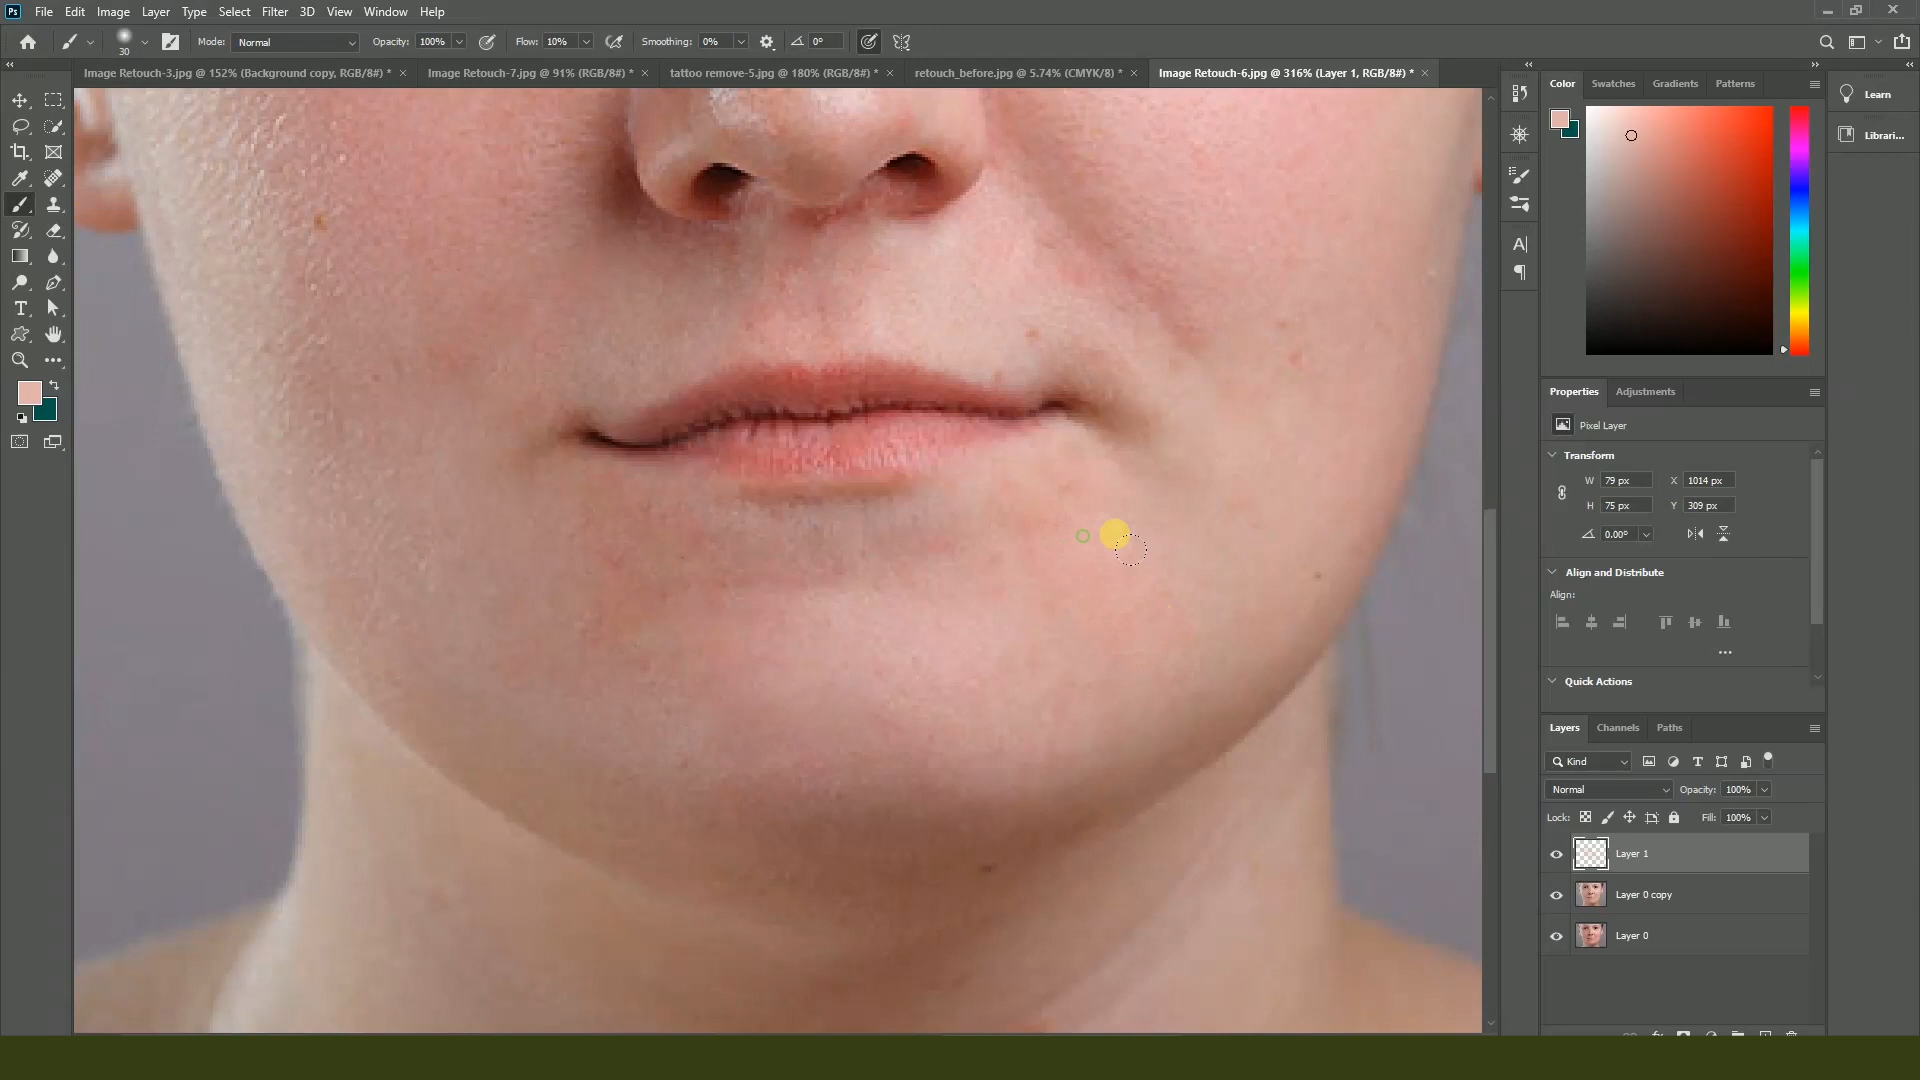 Ps File Edit Image Layer Type Select Filter 3D View Window Help
30 Mode: Normal Opacity: 100% Flow: 10% Smoothing: 0% 0°
Image Retouch-3.jpg @ 152% (Background copy, RGB/8#) * Image Retouch-7.jpg @ 91% (RGB/8#) * tattoo remove-5.jpg @ 180% (RGB/8#) * retouch_before.jpg @ 5.74% (CMYK/8) * Image Retouch-6.jpg @ 316% (Layer 1, RGB/8#) *
Color Swatches Gradients Patterns
Learn
Librari...
Properties Adjustments
Pixel Layer
Transform
W 79 px X 1014 px
H 75 px Y 309 px
0.00°
Align and Distribute
Align:
Quick Actions
Layers Channels Paths
Kind
Normal Opacity: 100%
Lock: Fill: 100%
Layer 1
Layer 0 copy
Layer 0